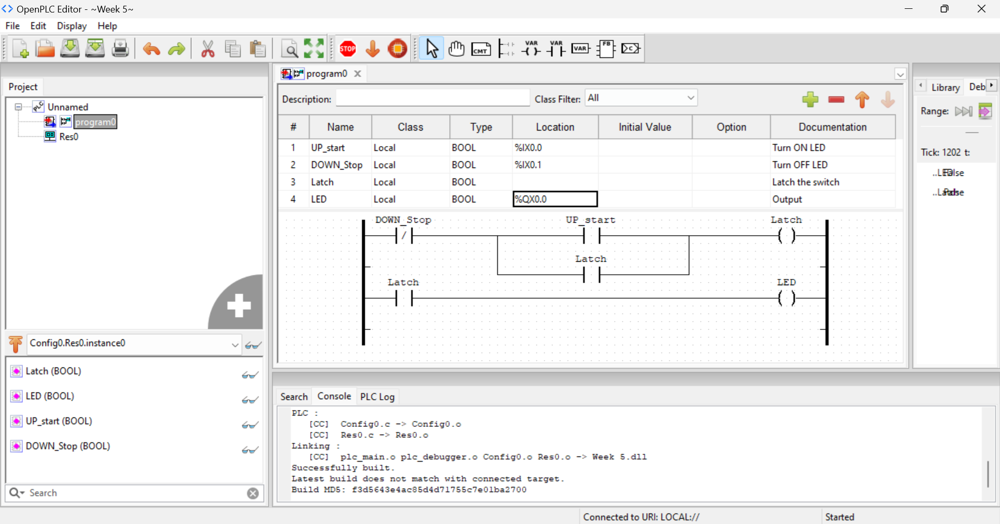 OpenPLC Editor - ~Week 5~
File Edit Display Help
STOP CMT VAR VAR VAR FB C
Project
Unnamed
program0
Res0
Config0.Res0.instance0
Latch (BOOL)
LED (BOOL)
UP_start (BOOL)
DOWN_Stop (BOOL)
Search
program0
Description: Class Filter: All
# Name Class Type Location Initial Value Option Documentation
1 UP_start Local BOOL %IX0.0 Turn ON LED
2 DOWN_Stop Local BOOL %IX0.1 Turn OFF LED
3 Latch Local BOOL Latch the switch
4 LED Local BOOL %QX0.0 Output
DOWN_Stop UP_start Latch
Latch
Latch LED
Search Console PLC Log
PLC :
[CC] Config0.c -> Config0.o
[CC] Res0.c -> Res0.o
Linking :
[CC] plc_main.o plc_debugger.o Config0.o Res0.o -> Week 5.dll
Successfully built.
Latest build does not match with connected target.
Build MD5: f3d5643e4ac85d4d71755c7e01ba2700
Library Deb
Range:
Tick: 1202 t:
Connected to URI: LOCAL:// Started